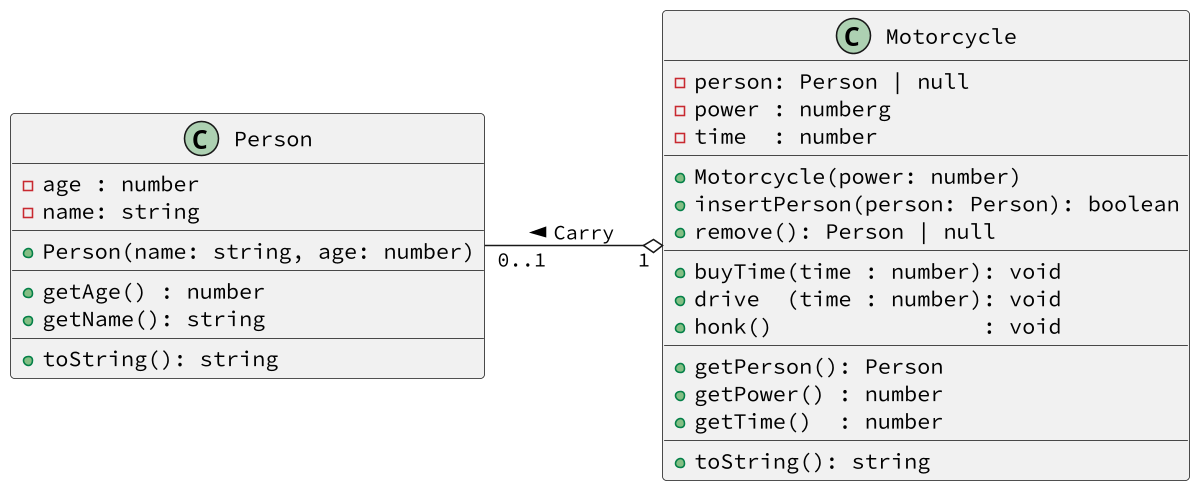 C Person
age : number
name: string
Person(name: string, age: number)
getAge() : number
getName(): string
toString(): string
Carry
0..1
1
C Motorcycle
person: Person | null
power : numberg
time  : number
Motorcycle(power: number)
insertPerson(person: Person): boolean
remove(): Person | null
buyTime(time : number): void
drive  (time : number): void
honk()                : void
getPerson(): Person
getPower() : number
getTime()  : number
toString(): string